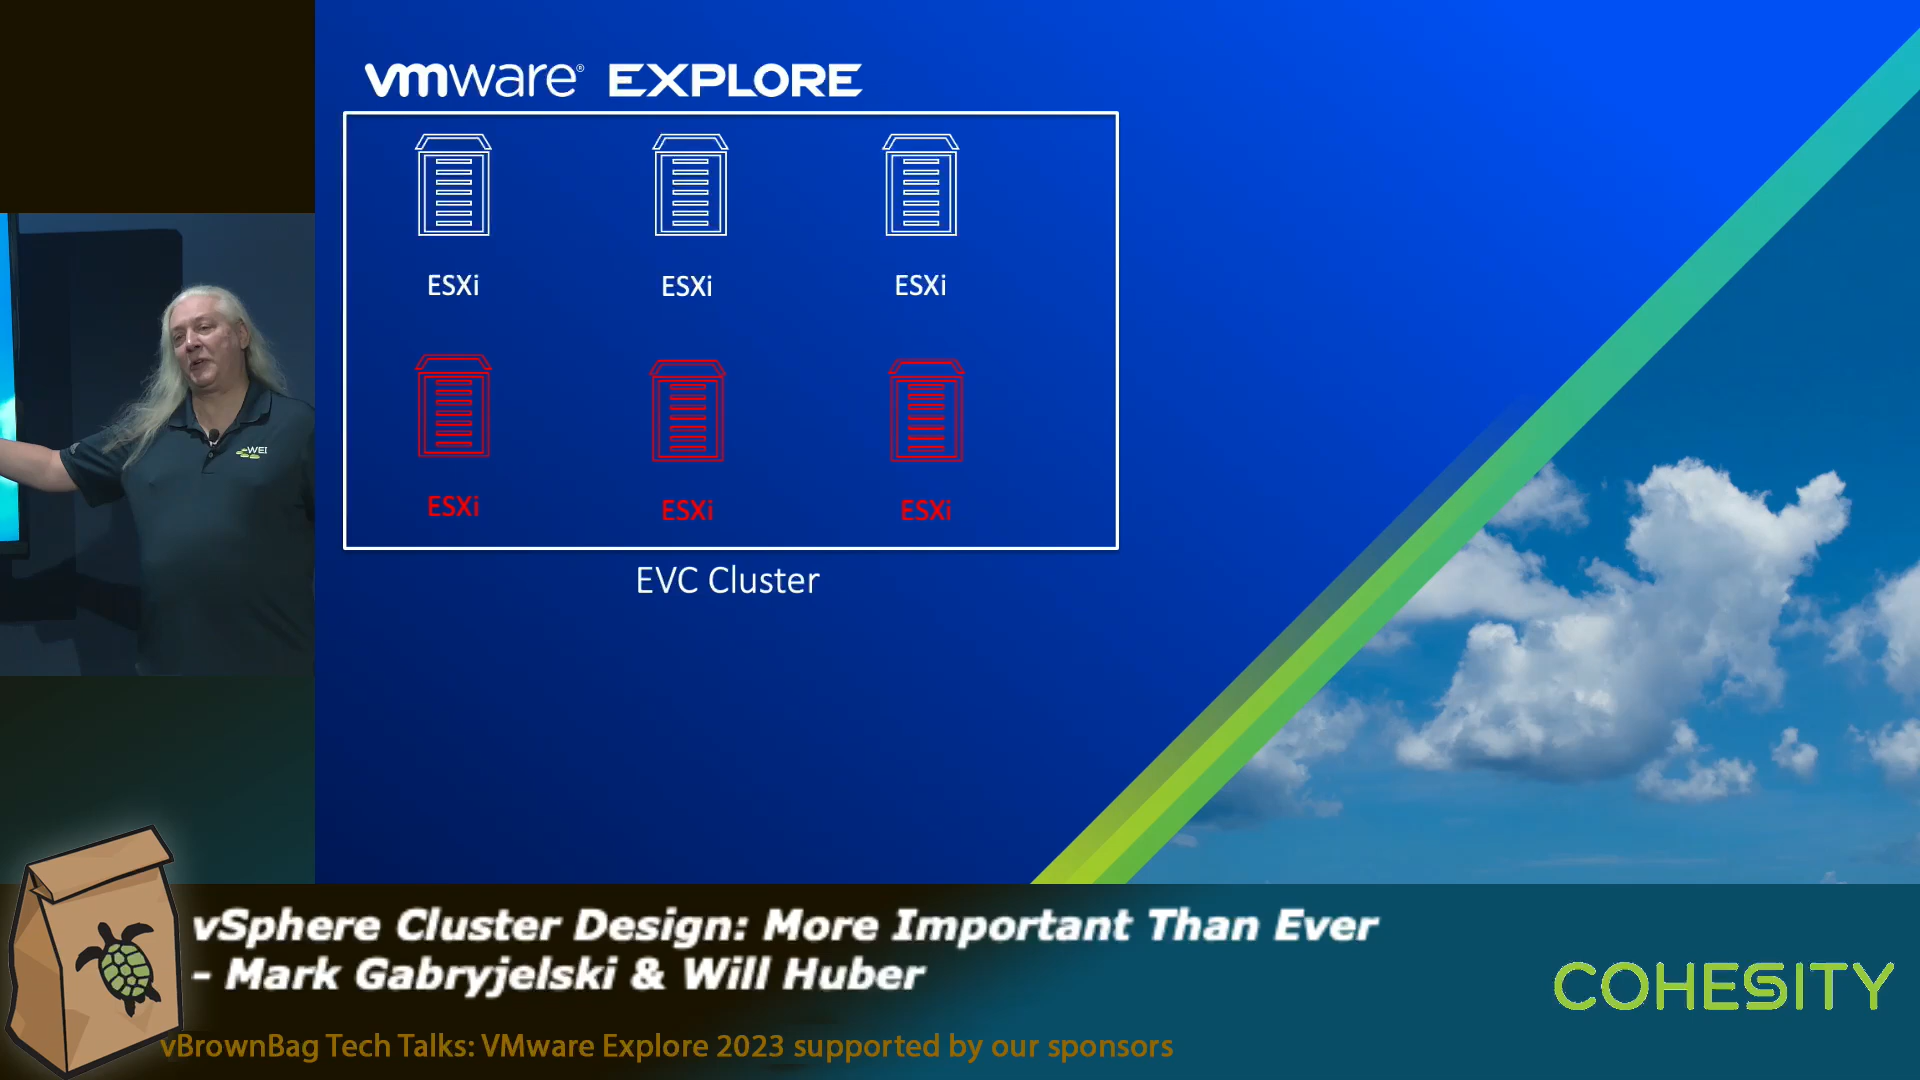 vmware® EXPLORE
ESXi ESXi ESXi
ESXi ESXi ESXi
EVC Cluster
WEI
vSphere Cluster Design: More Important Than Ever
- Mark Gabryjelski & Will Huber
COHESITY
vBrownBag Tech Talks: VMware Explore 2023 supported by our sponsors